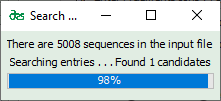 Search ...
There are 5008 sequences in the input file
Searching entries . . . Found 1 candidates
98%